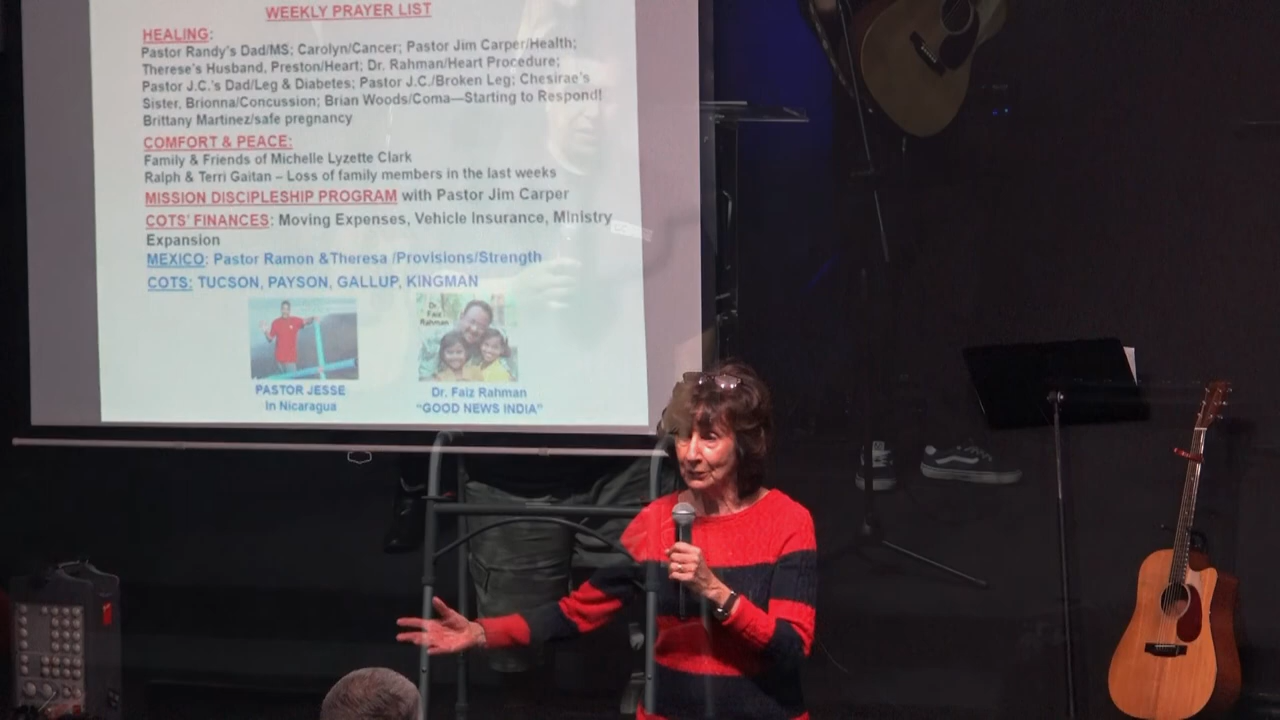 WEEKLY PRAYER LIST
HEALING:
Pastor Randy's Dad/MS; Carolyn/Cancer; Pastor Jim Carper/Health;
Therese's Husband, Preston/Heart; Dr. Rahman/Heart Procedure;
Pastor J.C.'s Dad/Leg & Diabetes; Pastor J.C./Broken Leg; Chesirae's
Sister, Brionna/Concussion; Brian Woods/Coma—Starting to Respond!
Brittany Martinez/safe pregnancy
COMFORT & PEACE:
Family & Friends of Michelle Lyzette Clark
Ralph & Terri Gaitan – Loss of family members in the last weeks
MISSION DISCIPLESHIP PROGRAM with Pastor Jim Carper
COTS' FINANCES: Moving Expenses, Vehicle Insurance, Ministry
Expansion
MEXICO: Pastor Ramon &Theresa /Provisions/Strength
COTS: TUCSON, PAYSON, GALLUP, KINGMAN
Dr.
Faiz
Rahman
PASTOR JESSE
In Nicaragua
Dr. Faiz Rahman
"GOOD NEWS INDIA"